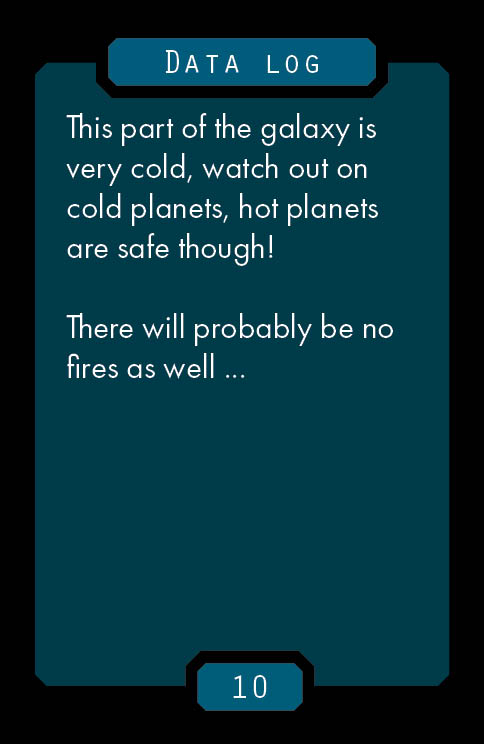 Data log
This part of the galaxy is
very cold, watch out on
cold planets, hot planets
are safe though!
There will probably be no
fires as well ...
10